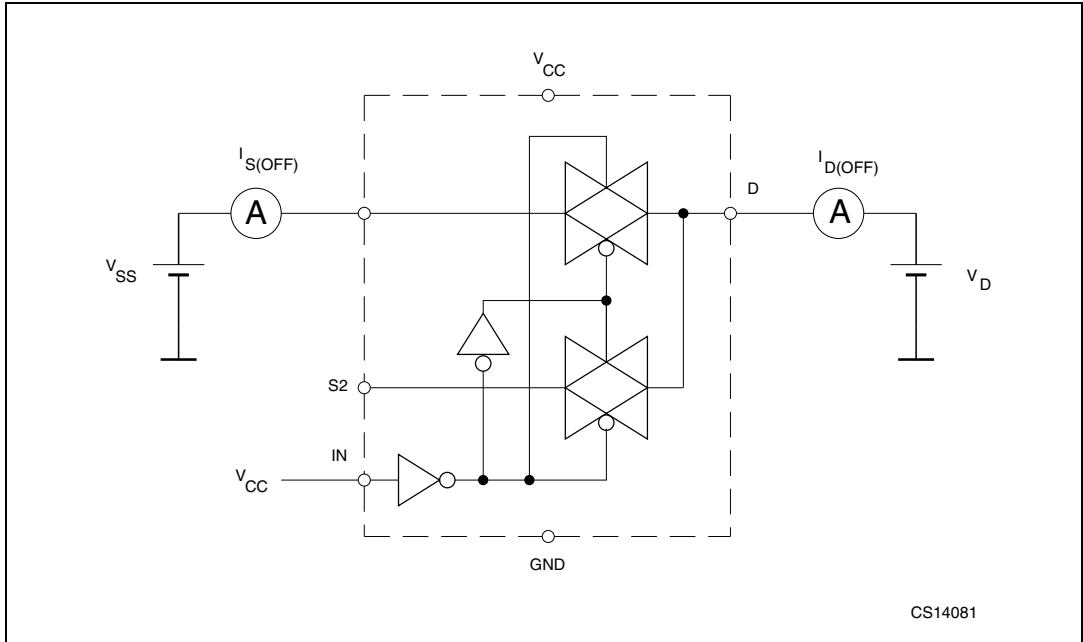 VCC
IS(OFF)
ID(OFF)
D
A
A
VSS
VD
S2
IN
VCC
GND
CS14081